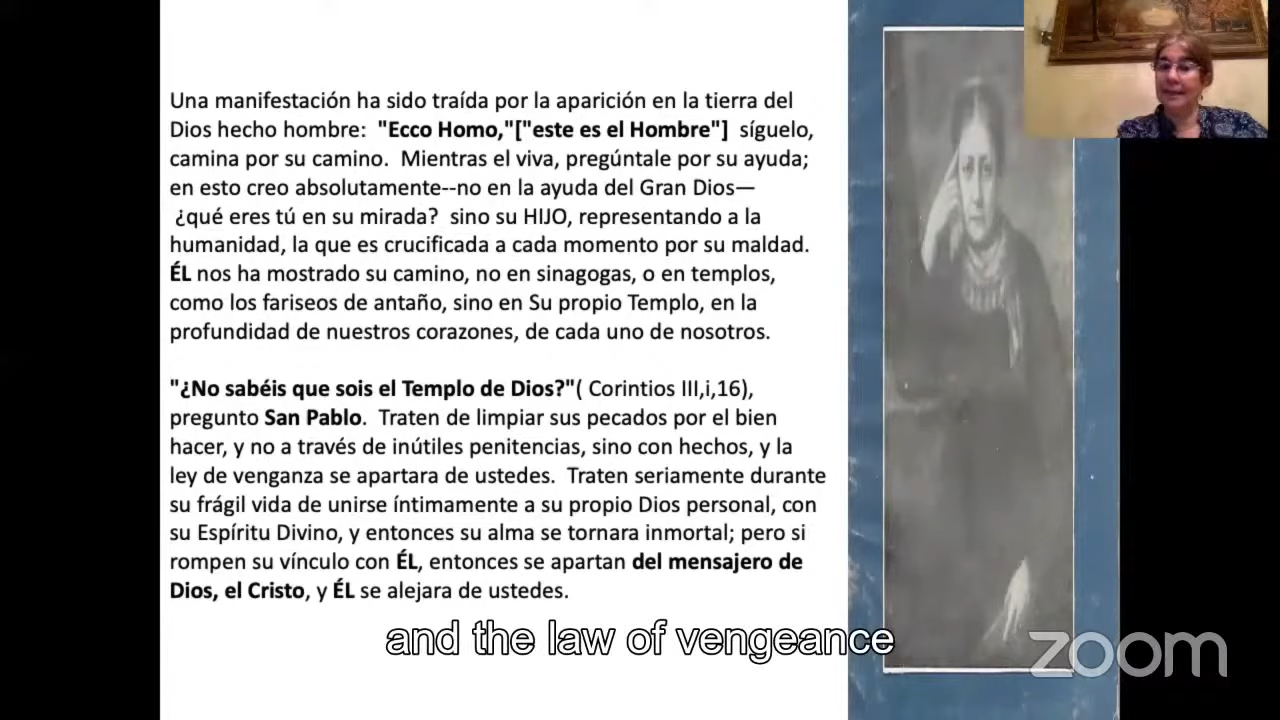 Una manifestación ha sido traída por la aparición en la tierra del
Dios hecho hombre: "Ecco Homo,"["este es el Hombre"] síguelo,
camina por su camino. Mientras el viva, pregúntale por su ayuda;
en esto creo absolutamente--no en la ayuda del Gran Dios—
¿qué eres tú en su mirada? sino su HIJO, representando a la
humanidad, la que es crucificada a cada momento por su maldad.
ÉL nos ha mostrado su camino, no en sinagogas, o en templos,
como los fariseos de antaño, sino en Su propio Templo, en la
profundidad de nuestros corazones, de cada uno de nosotros.
"¿No sabéis que sois el Templo de Dios?"( Corintios III,i,16),
pregunto San Pablo. Traten de limpiar sus pecados por el bien
hacer, y no a través de inútiles penitencias, sino con hechos, y la
ley de venganza se apartara de ustedes. Traten seriamente durante
su frágil vida de unirse íntimamente a su propio Dios personal, con
su Espíritu Divino, y entonces su alma se tornara inmortal; pero si
rompen su vínculo con ÉL, entonces se apartan del mensajero de
Dios, el Cristo, y ÉL se alejara de ustedes.
and the law of vengeance
zoom